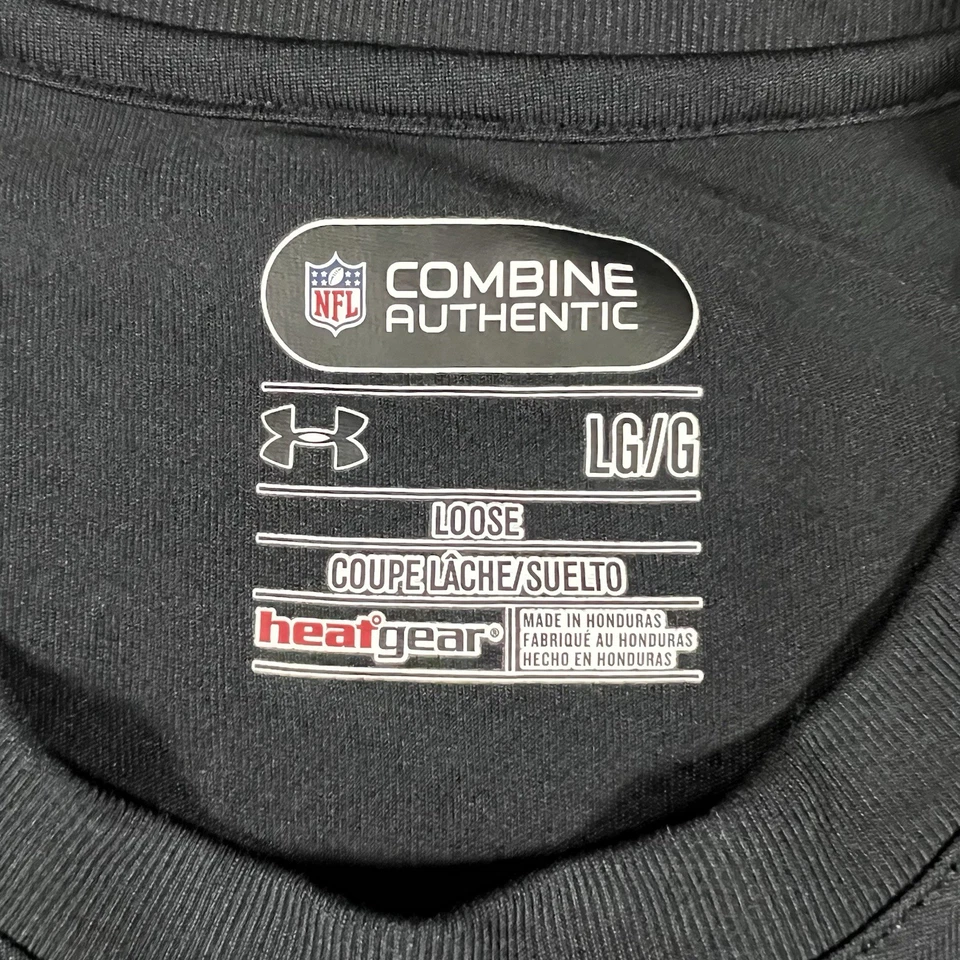 NFL
COMBINE
AUTHENTIC
LG/G
LOOSE
COUPE LÂCHE/SUELTO
heatgear®
MADE IN HONDURAS
FABRIQUÉ AU HONDURAS
HECHO EN HONDURAS